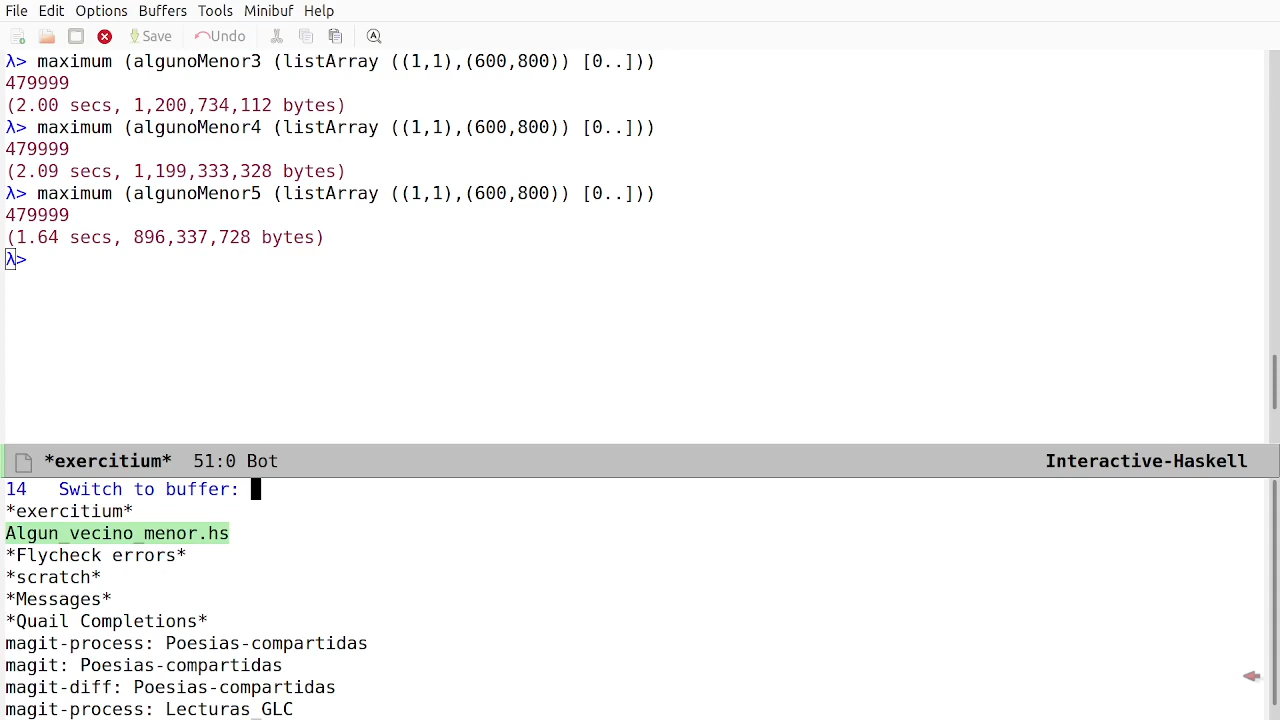 File Edit Options Buffers Tools Minibuf Help
Save Undo
λ> maximum (algunoMenor3 (listArray ((1,1),(600,800)) [0..]))
479999
(2.00 secs, 1,200,734,112 bytes)
λ> maximum (algunoMenor4 (listArray ((1,1),(600,800)) [0..]))
479999
(2.09 secs, 1,199,333,328 bytes)
λ> maximum (algunoMenor5 (listArray ((1,1),(600,800)) [0..]))
479999
(1.64 secs, 896,337,728 bytes)
λ>
*exercitium* 51:0 Bot Interactive-Haskell
14 Switch to buffer:
*exercitium*
Algun_vecino_menor.hs
*Flycheck errors*
*scratch*
*Messages*
*Quail Completions*
magit-process: Poesias-compartidas
magit: Poesias-compartidas
magit-diff: Poesias-compartidas
magit-process: Lecturas_GLC